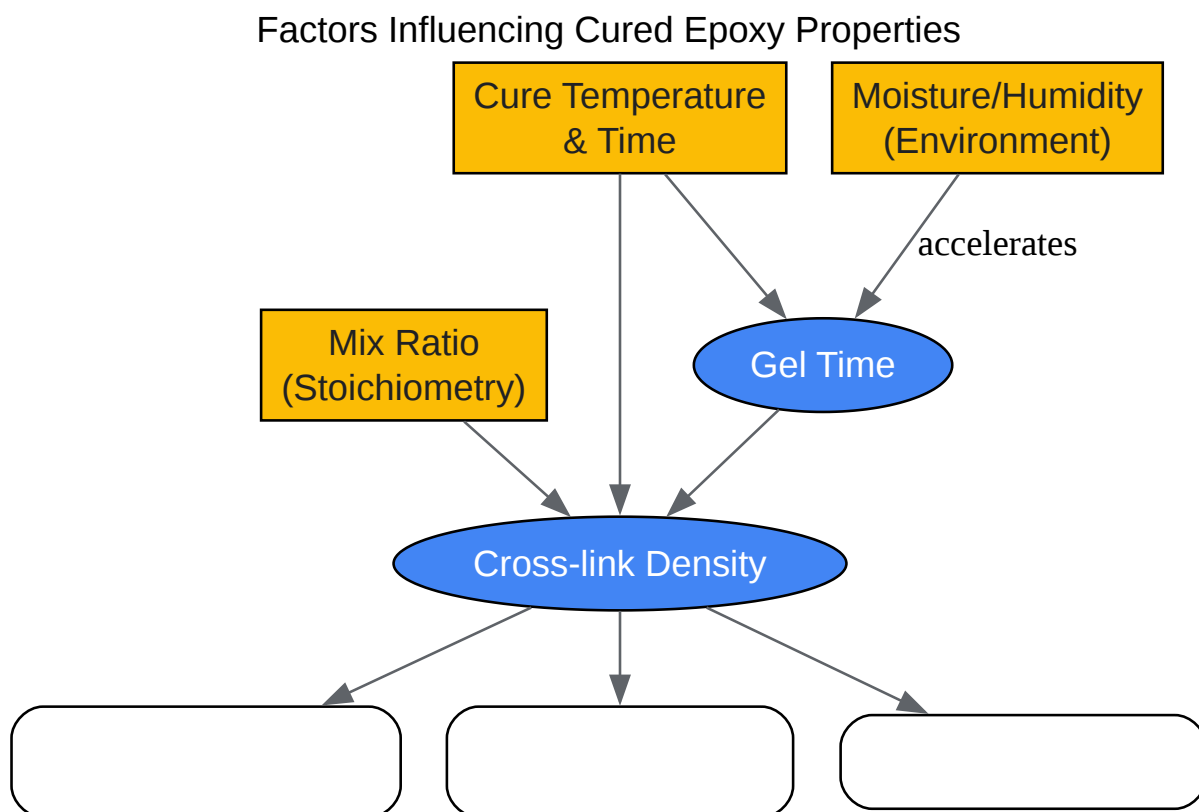 Factors Influencing Cured Epoxy Properties
Cure Temperature
& Time
Moisture/Humidity
(Environment)
accelerates
Mix Ratio
(Stoichiometry)
Gel Time
Cross-link Density